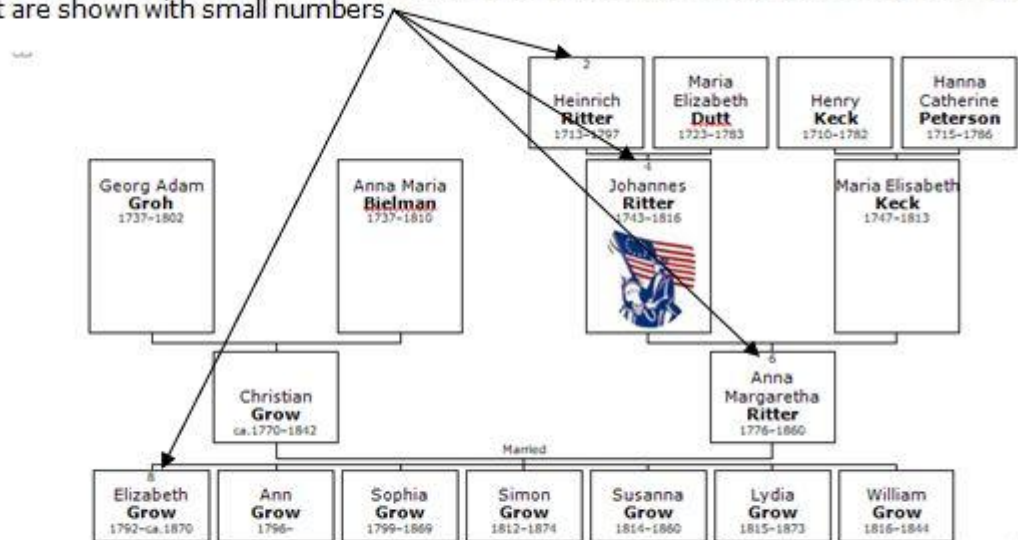 t are shown with small numbers
2
Heinrich
Ritter
1713-1797
Maria
Elizabeth
Dutt
1723-1783
Henry
Keck
1710-1782
Hanna
Catherine
Peterson
1715-1786
Georg Adam
Groh
1737-1802
Anna Maria
Bielman
1737-1810
4
Johannes
Ritter
1743-1816
Maria Elisabeth
Keck
1747-1813
Christian
Grow
ca.1770-1842
6
Anna
Margaretha
Ritter
1776-1860
Married
8
Elizabeth
Grow
1792-ca.1870
Ann
Grow
1796-
Sophia
Grow
1799-1869
Simon
Grow
1812-1874
Susanna
Grow
1814-1860
Lydia
Grow
1815-1873
William
Grow
1816-1844